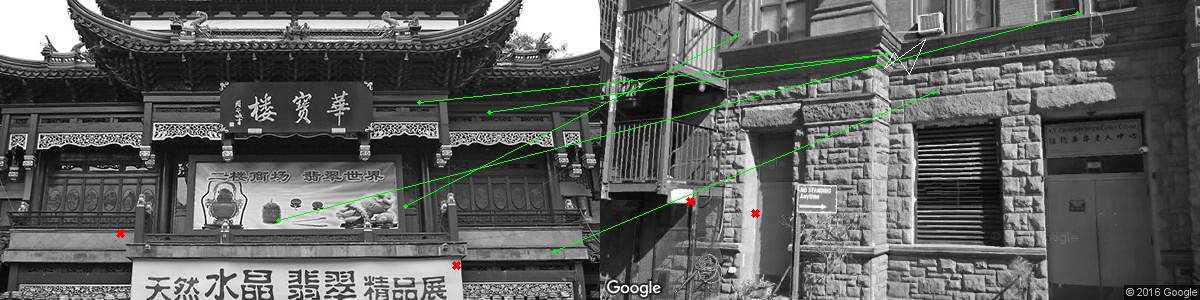 華寶樓
二楼商场 翡翠世界
天然水晶 翡翠 精品展
NO STANDING
Anytime
Google
© 2016 Google